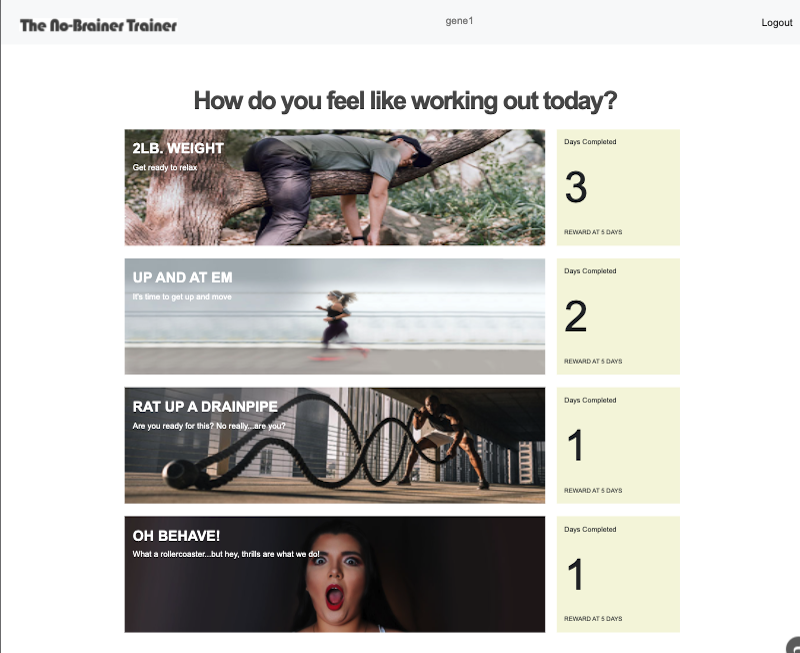 The No-Brainer Trainer
gene1
Logout
How do you feel like working out today?
2LB. WEIGHT
Get ready to relax
Days Completed
3
REWARD AT 5 DAYS
UP AND AT EM
It's time to get up and move
Days Completed
2
REWARD AT 5 DAYS
RAT UP A DRAINPIPE
Are you ready for this? No really...are you?
Days Completed
1
REWARD AT 5 DAYS
OH BEHAVE!
What a rollercoaster...but hey, thrills are what we do!
Days Completed
1
REWARD AT 5 DAYS